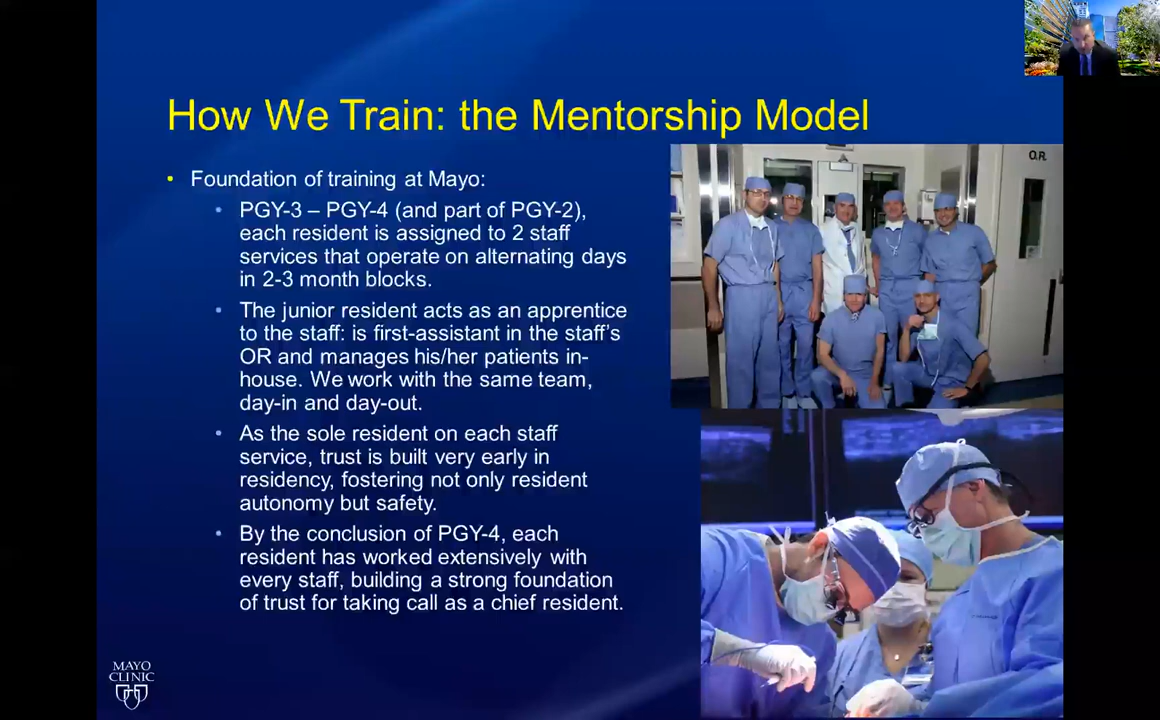 How We Train: the Mentorship Model
• Foundation of training at Mayo:
• PGY-3 – PGY-4 (and part of PGY-2),
each resident is assigned to 2 staff
services that operate on alternating days
in 2-3 month blocks.
• The junior resident acts as an apprentice
to the staff: is first-assistant in the staff’s
OR and manages his/her patients in-
house. We work with the same team,
day-in and day-out.
• As the sole resident on each staff
service, trust is built very early in
residency, fostering not only resident
autonomy but safety.
• By the conclusion of PGY-4, each
resident has worked extensively with
every staff, building a strong foundation
of trust for taking call as a chief resident.
O.R.
MAYO
CLINIC